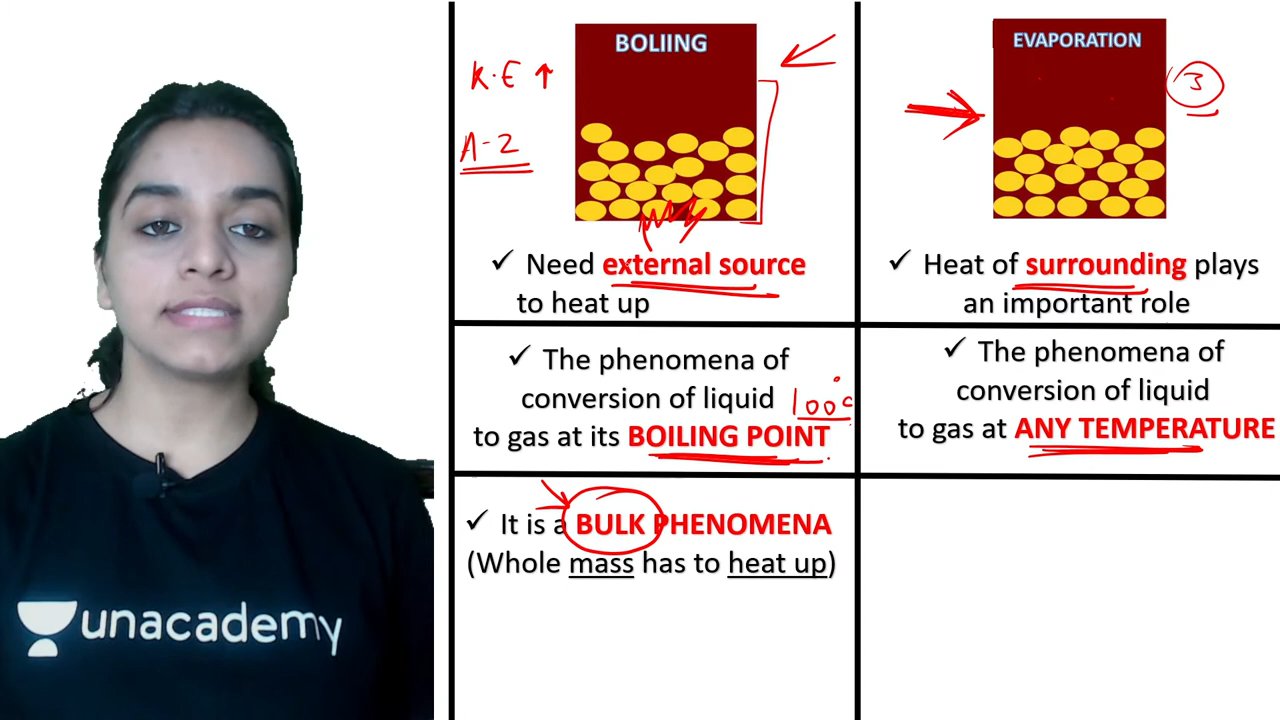 BOLIING
K.E ↑
A-2
✓ Need external source
to heat up
EVAPORATION
3
✓ Heat of surrounding plays
an important role
✓ The phenomena of
conversion of liquid
to gas at its BOILING POINT
100°c
✓ The phenomena of
conversion of liquid
to gas at ANY TEMPERATURE
✓ It is a BULK PHENOMENA
(Whole mass has to heat up)
unacademy